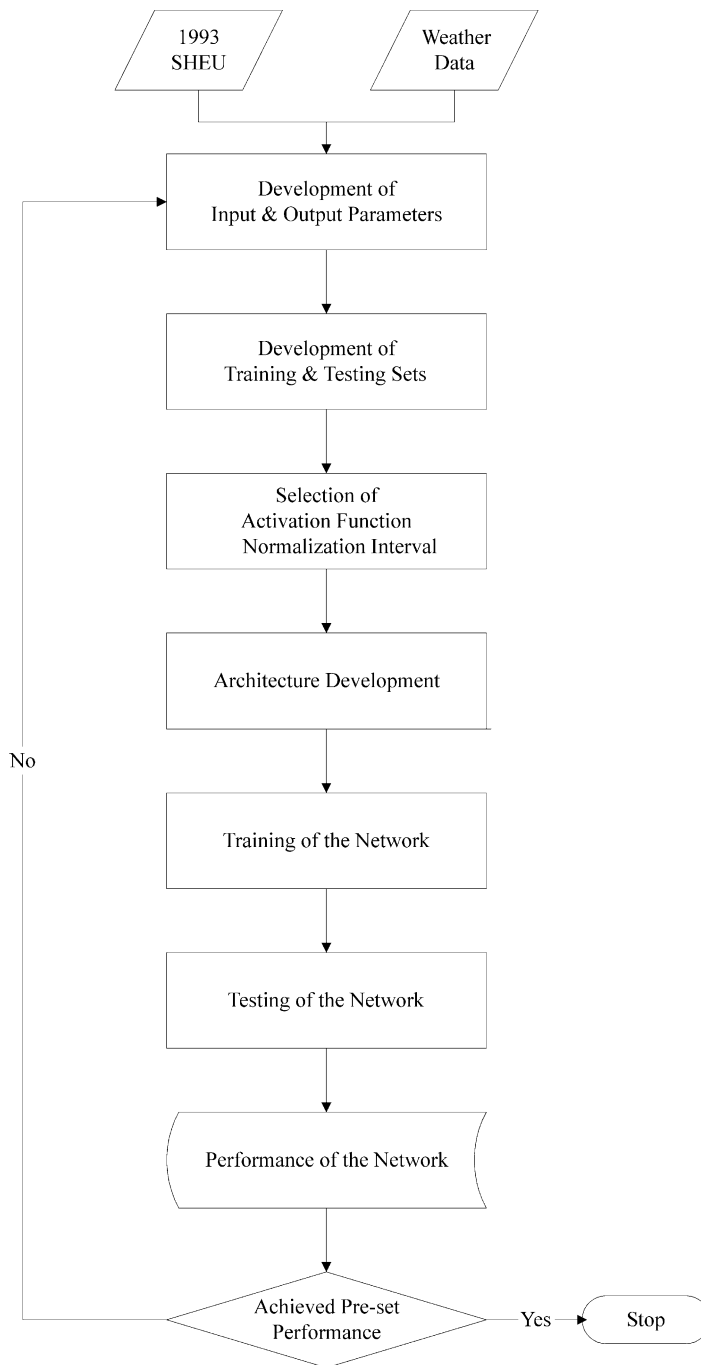 1993
SHEU
Weather
Data
Development of
Input & Output Parameters
Development of
Training & Testing Sets
Selection of
Activation Function
Normalization Interval
Architecture Development
No
Training of the Network
Testing of the Network
Performance of the Network
Achieved Pre-set
Performance
Yes
Stop